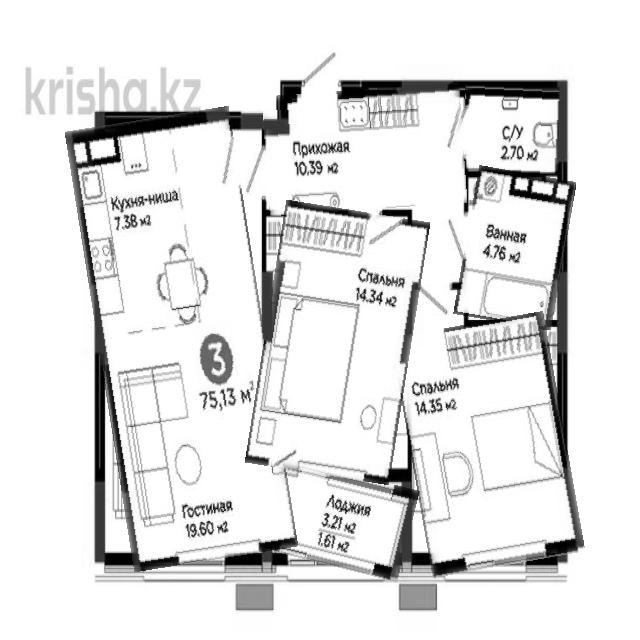 krisha.kz
Прихожая
10.39 м2
С/У
2.70 м2
Кухня-ниша
7.38 м2
Ванная
4.76 м2
Спальня
14.34 м2
3
75,13 м2
Спальня
14.35 м2
Гостиная
19.60 м2
Лоджия
3.21 м2
1.61 м2